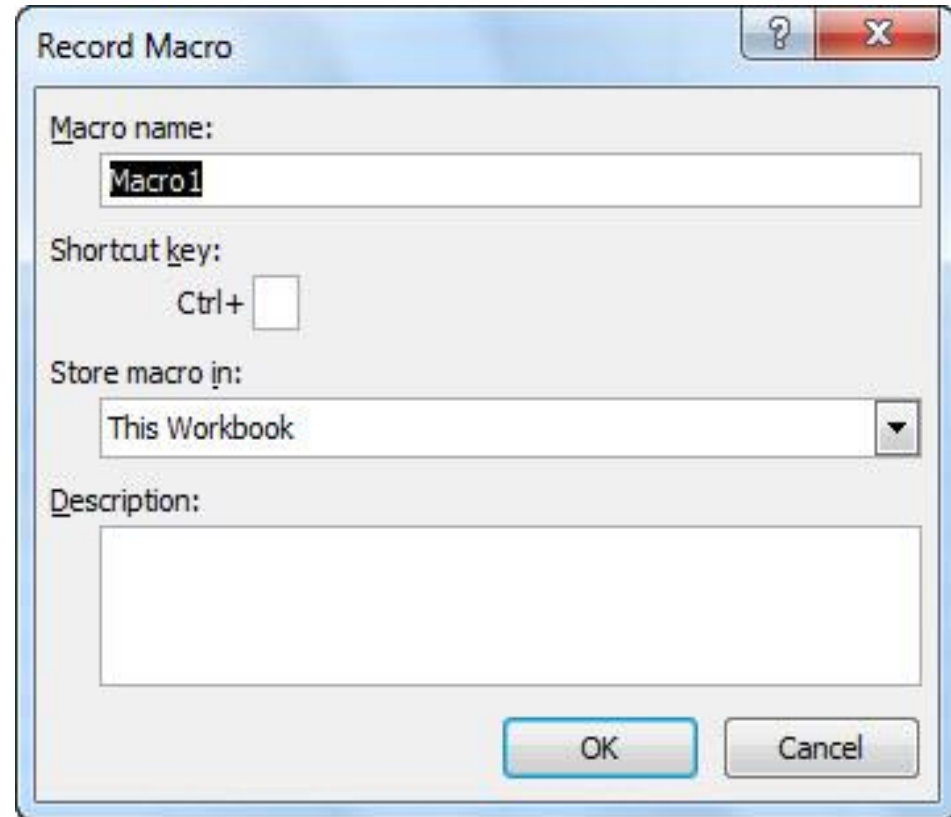 Record Macro
?
X
Macro name:
Macro1
Shortcut key:
Ctrl+
Store macro in:
This Workbook
Description:
OK Cancel